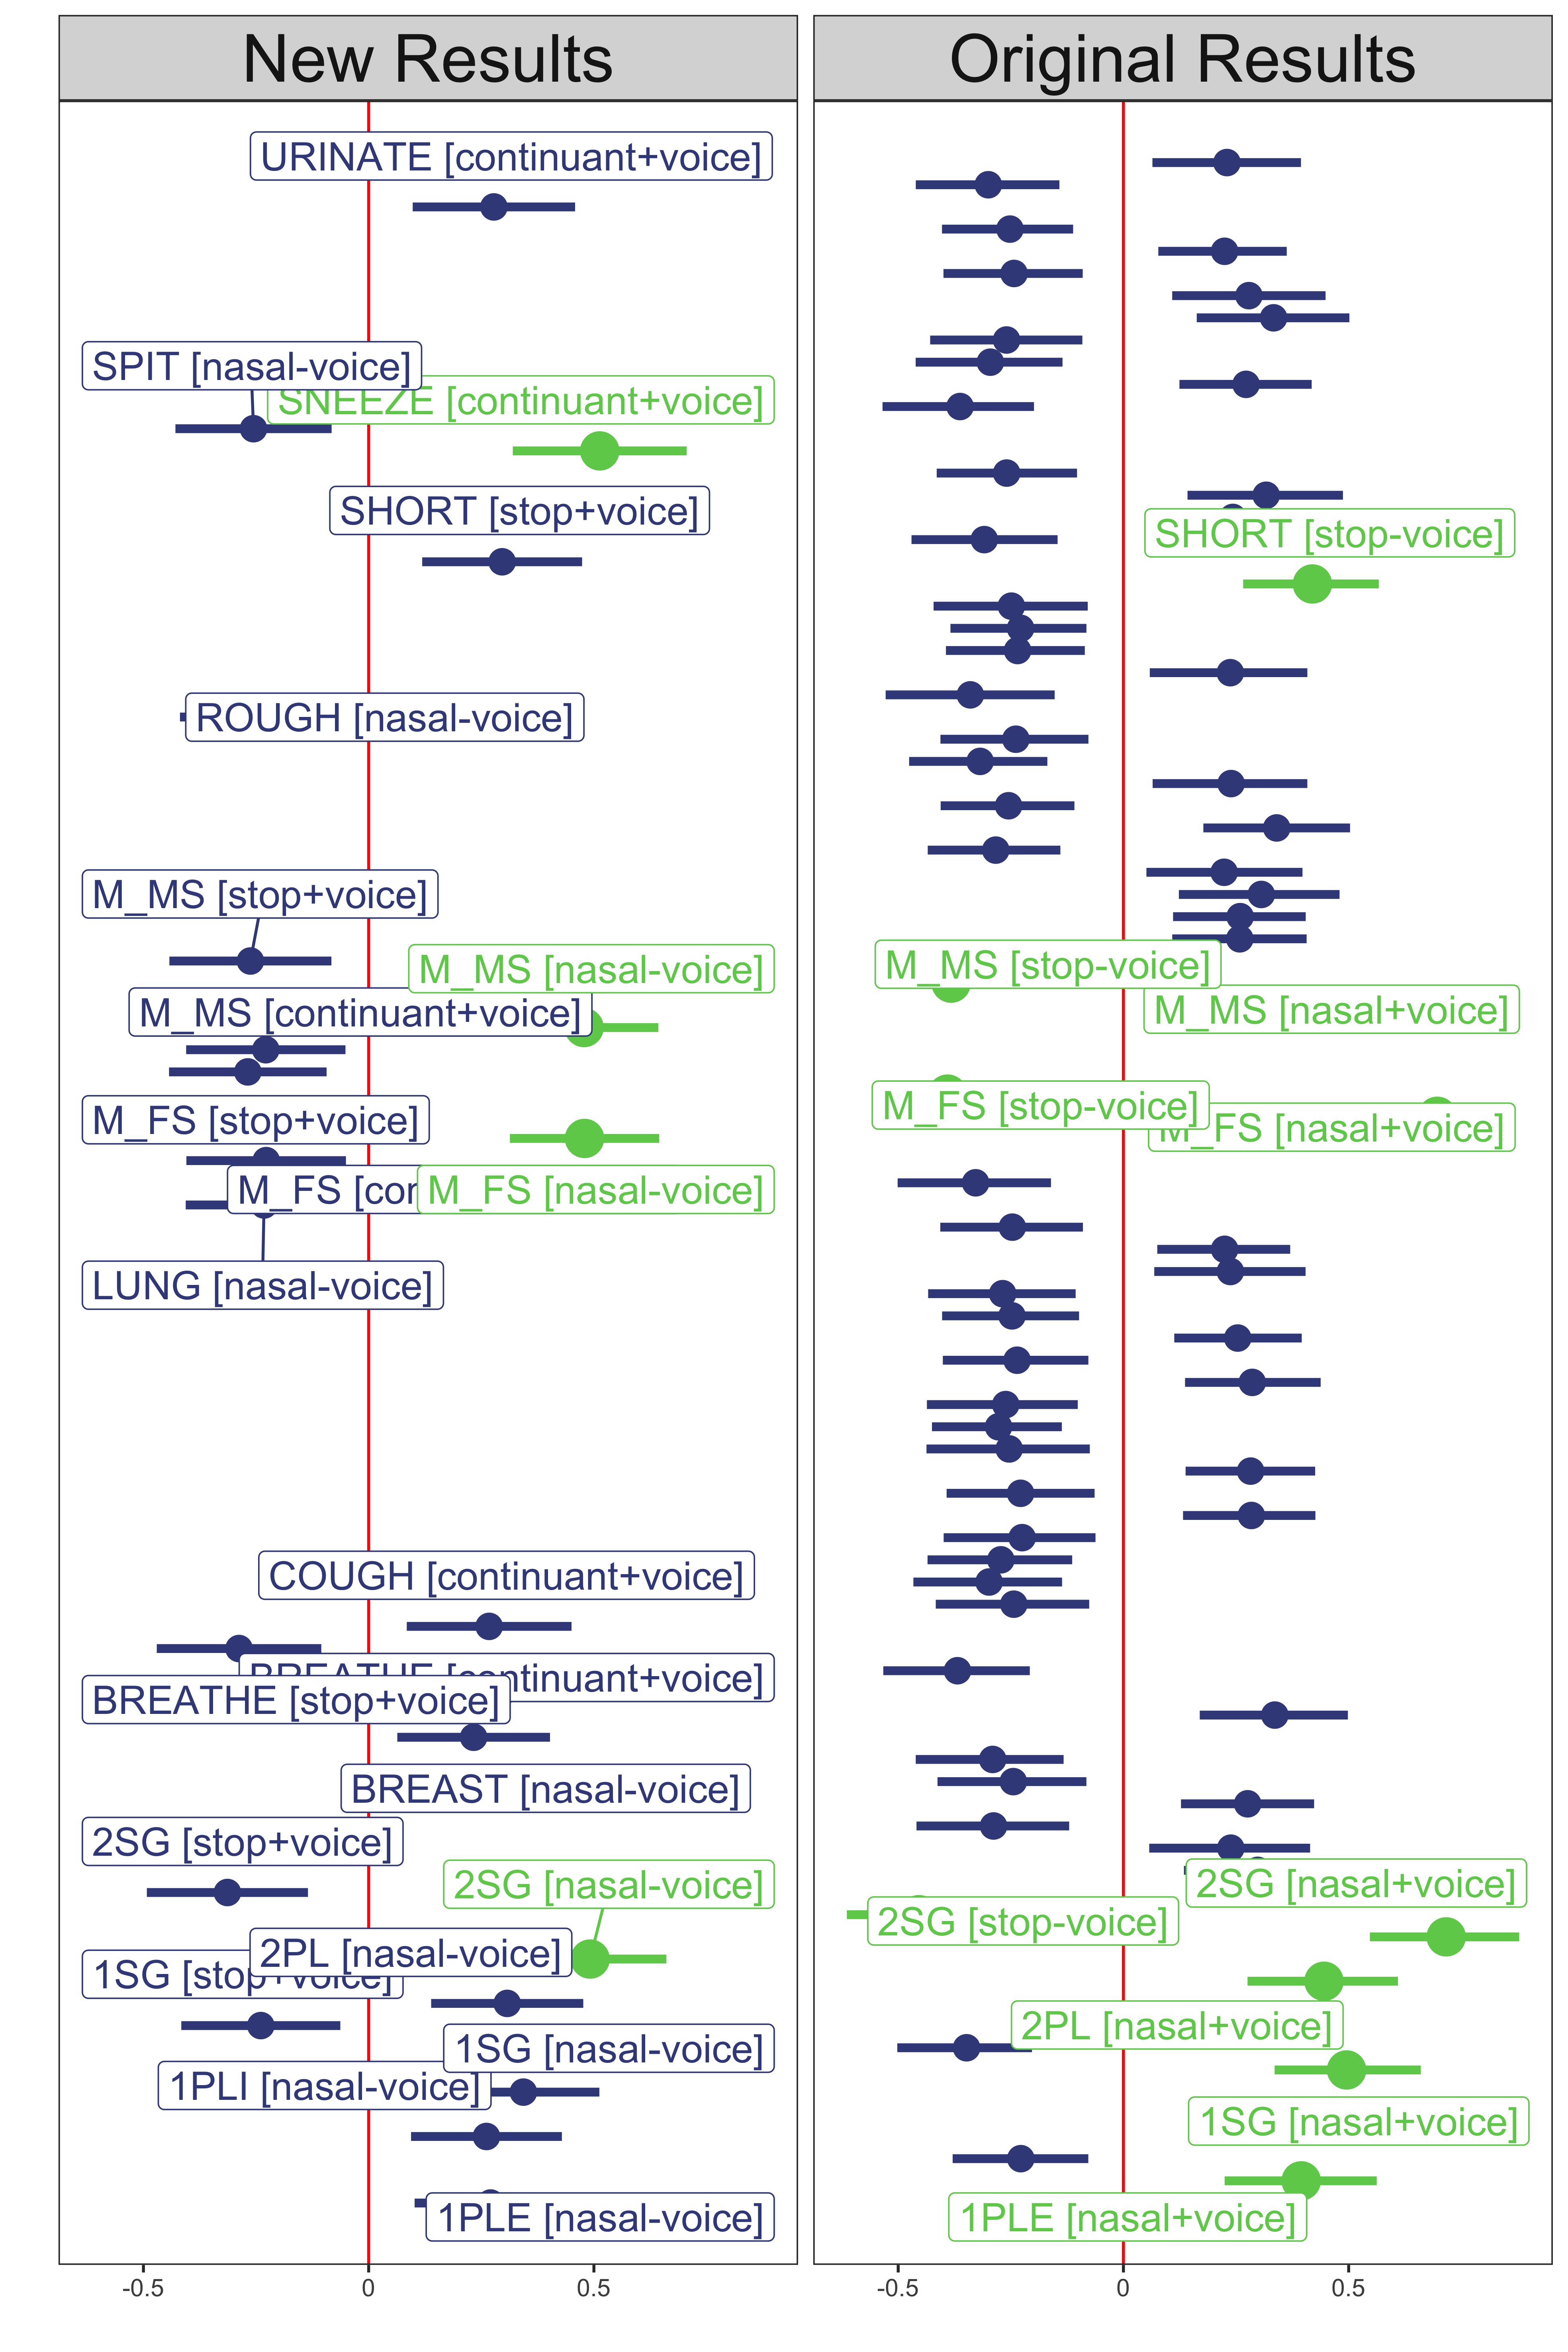 New Results
URINATE [continuant+voice]
SPIT [nasal-voice]
SNEEZE [continuant+voice]
SHORT [stop+voice]
ROUGH [nasal-voice]
M_MS [stop+voice]
M_MS [nasal-voice]
M_MS [continuant+voice]
M_FS [stop+voice]
M_FS [
M_FS [nasal-voice]
LUNG [nasal-voice]
COUGH [continuant+voice]
BREATHE [continuant+voice]
BREATHE [stop+voice]
BREAST [nasal-voice]
2SG [stop+voice]
2SG [nasal-voice]
2PL [nasal-voice]
1SG [stop+voice]
1SG [nasal-voice]
1PLI [nasal-voice]
1PLE [nasal-voice]
-0.5 0 0.5
Original Results
SHORT [stop-voice]
M_MS [stop-voice]
M_MS [nasal+voice]
M_FS [stop-voice]
M_FS [nasal+voice]
2SG [nasal+voice]
2SG [stop-voice]
2PL [nasal+voice]
1SG [nasal+voice]
1PLE [nasal+voice]
-0.5 0 0.5